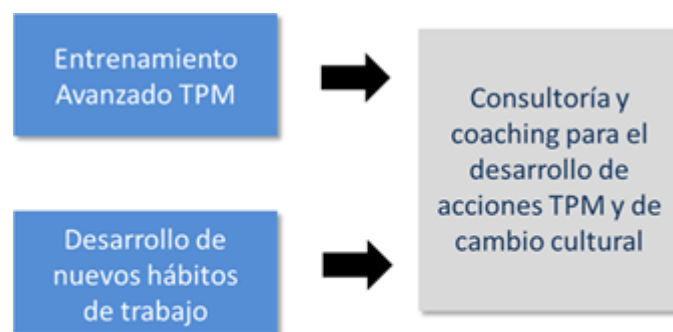 Entrenamiento
Avanzado TPM
Consultoría y
coaching para el
desarrollo de
acciones TPM y de
cambio cultural
Desarrollo de
nuevos hábitos
de trabajo